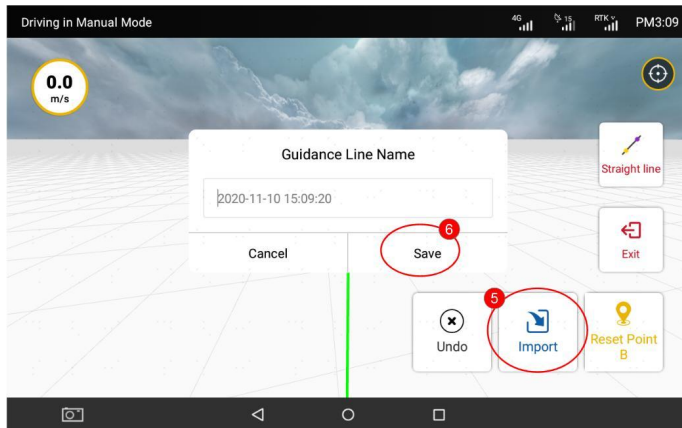 Driving in Manual Mode
4G
15
RTK
PM3:09
0.0
m/s
Guidance Line Name
2020-11-10 15:09:20
6
Cancel
Save
Straight line
Exit
5
Undo
Import
Reset Point
B